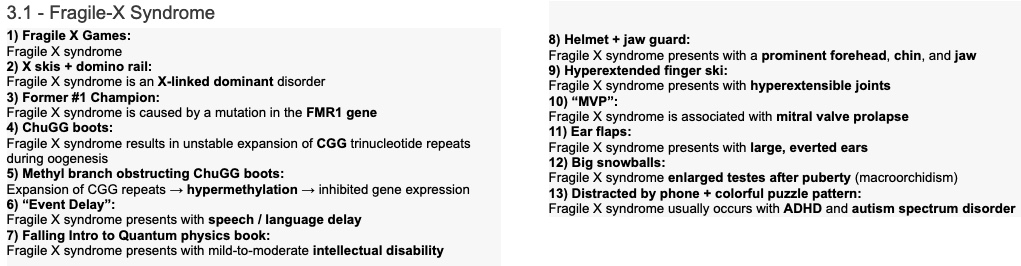 3.1 - Fragile-X Syndrome
1) Fragile X Games:
Fragile X syndrome
2) X skis + domino rail:
Fragile X syndrome is an X-linked dominant disorder
3) Former #1 Champion:
Fragile X syndrome is caused by a mutation in the FMR1 gene
4) ChuGG boots:
Fragile X syndrome results in unstable expansion of CGG trinucleotide repeats
during oogenesis
5) Methyl branch obstructing ChuGG boots:
Expansion of CGG repeats → hypermethylation → inhibited gene expression
6) “Event Delay”:
Fragile X syndrome presents with speech / language delay
7) Falling Intro to Quantum physics book:
Fragile X syndrome presents with mild-to-moderate intellectual disability
8) Helmet + jaw guard:
Fragile X syndrome presents with a prominent forehead, chin, and jaw
9) Hyperextended finger ski:
Fragile X syndrome presents with hyperextensible joints
10) “MVP”:
Fragile X syndrome is associated with mitral valve prolapse
11) Ear flaps:
Fragile X syndrome presents with large, everted ears
12) Big snowballs:
Fragile X syndrome enlarged testes after puberty (macroorchidism)
13) Distracted by phone + colorful puzzle pattern:
Fragile X syndrome usually occurs with ADHD and autism spectrum disorder